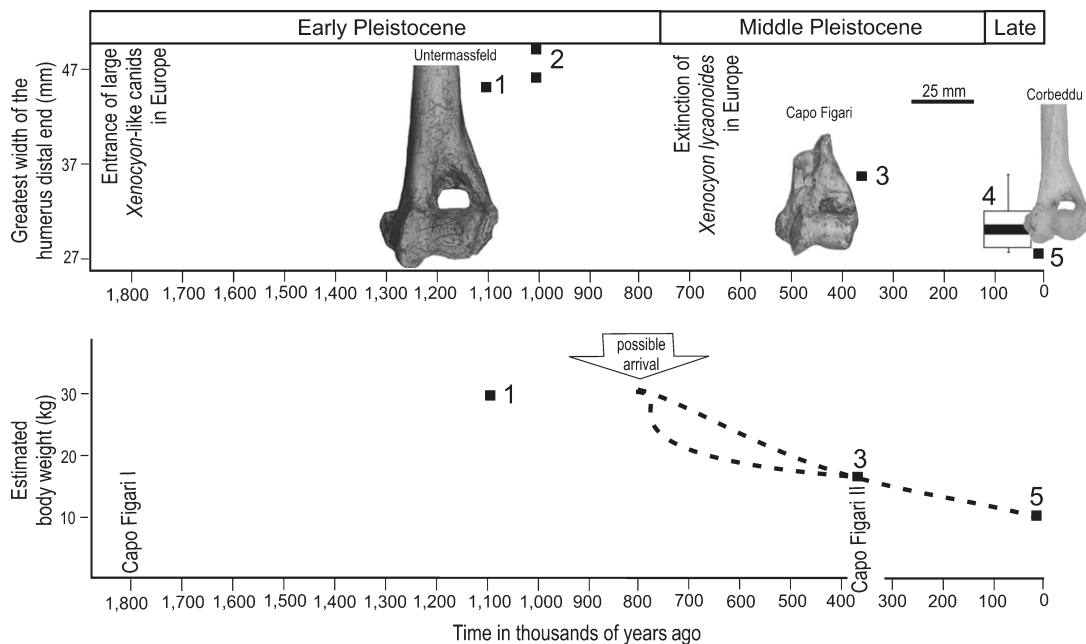 Early Pleistocene
Middle Pleistocene
Late
Greatest width of the
humerus distal end (mm)
47
37
27
Entrance of large
Xenocyon-like canids
in Europe
Untermassfeld
1
2
Extinction of
Xenocyon lycaonoides
in Europe
25 mm
Capo Figari
3
Corbeddu
4
5
1,800 1,700 1,600 1,500 1,400 1,300 1,200 1,100 1,000 900 800 700 600 500 400 300 200 100 0
Estimated
body weight (kg)
30
20
10
possible
arrival
1
3
5
Capo Figari I
Capo Figari II
1,800 1,700 1,600 1,500 1,400 1,300 1,200 1,100 1,000 900 800 700 600 500 400 300 200 100 0
Time in thousands of years ago